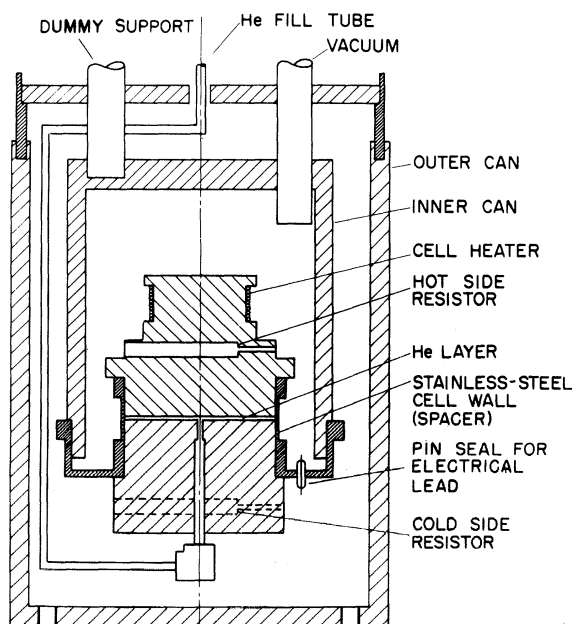 DUMMY SUPPORT
He FILL TUBE
VACUUM
OUTER CAN
INNER CAN
CELL HEATER
HOT SIDE
RESISTOR
He LAYER
STAINLESS-STEEL
CELL WALL
(SPACER)
PIN SEAL FOR
ELECTRICAL
LEAD
COLD SIDE
RESISTOR